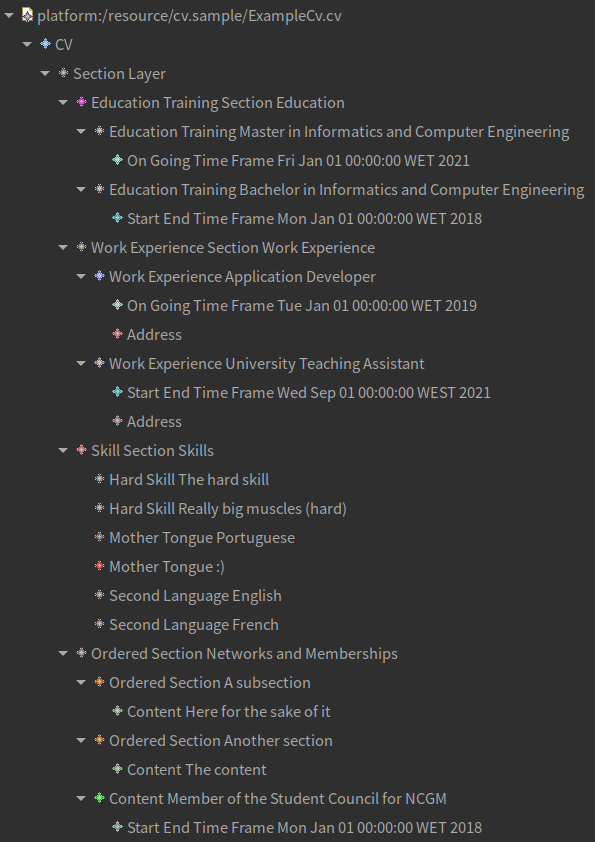 platform:/resource/cv.sample/ExampleCv.cv
CV
Section Layer
Education Training Section Education
Education Training Master in Informatics and Computer Engineering
On Going Time Frame Fri Jan 01 00:00:00 WET 2021
Education Training Bachelor in Informatics and Computer Engineering
Start End Time Frame Mon Jan 01 00:00:00 WET 2018
Work Experience Section Work Experience
Work Experience Application Developer
On Going Time Frame Tue Jan 01 00:00:00 WET 2019
Address
Work Experience University Teaching Assistant
Start End Time Frame Wed Sep 01 00:00:00 WEST 2021
Address
Skill Section Skills
Hard Skill The hard skill
Hard Skill Really big muscles (hard)
Mother Tongue Portuguese
Mother Tongue :)
Second Language English
Second Language French
Ordered Section Networks and Memberships
Ordered Section A subsection
Content Here for the sake of it
Ordered Section Another section
Content The content
Content Member of the Student Council for NCGM
Start End Time Frame Mon Jan 01 00:00:00 WET 2018